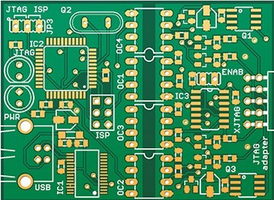 JTAG ISP
Q2
JP3
IC2
JTAG
OC4
Q1
OC1
ENAB
IC3
PWR
ISP
OC3
XJTAG
JTAG
adapter
USB
IC1
OC2
Q3